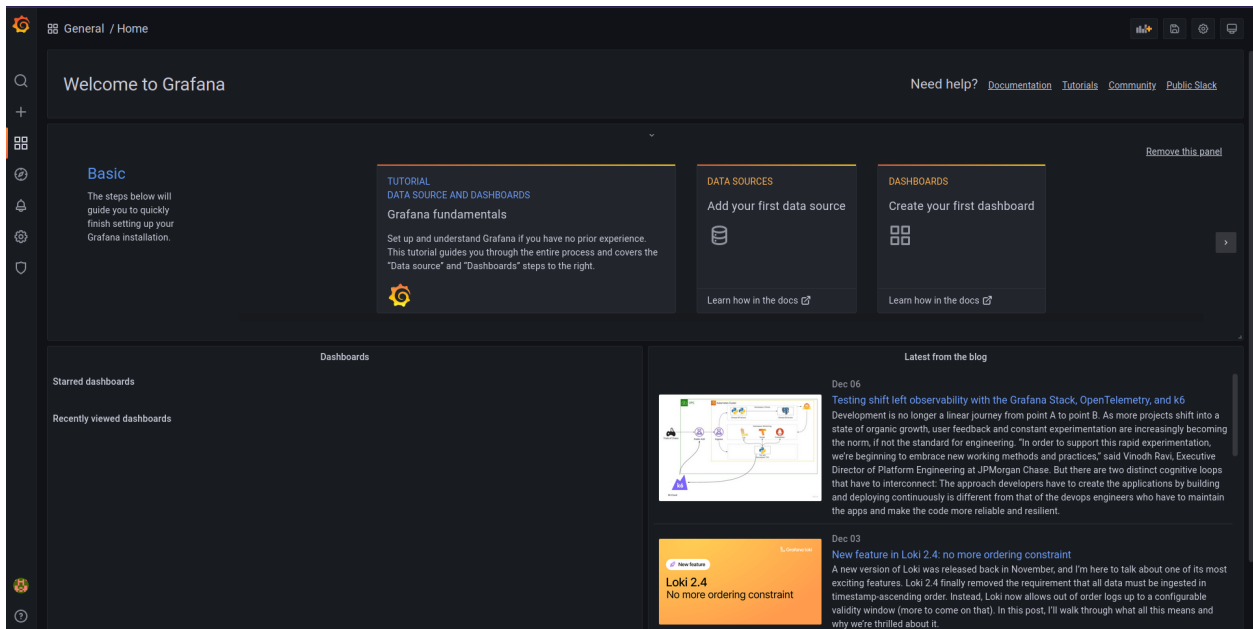 General / Home
Welcome to Grafana
Need help? Documentation Tutorials Community Public Slack
Remove this panel
Basic
The steps below will
guide you to quickly
finish setting up your
Grafana installation.
TUTORIAL
DATA SOURCE AND DASHBOARDS
Grafana fundamentals
Set up and understand Grafana if you have no prior experience.
This tutorial guides you through the entire process and covers the
"Data source" and "Dashboards" steps to the right.
DATA SOURCES
Add your first data source
Learn how in the docs
DASHBOARDS
Create your first dashboard
Learn how in the docs
Dashboards
Starred dashboards
Recently viewed dashboards
Latest from the blog
Dec 06
Testing shift left observability with the Grafana Stack, OpenTelemetry, and k6
Development is no longer a linear journey from point A to point B. As more projects shift into a
state of organic growth, user feedback and constant experimentation are increasingly becoming
the norm, if not the standard for engineering. "In order to support this rapid experimentation,
we're beginning to embrace new working methods and practices," said Vinodh Ravi, Executive
Director of Platform Engineering at JPMorgan Chase. But there are two distinct cognitive loops
that have to interconnect: The approach developers have to create the applications by building
and deploying continuously is different from that of the devops engineers who have to maintain
the apps and make the code more reliable and resilient.
Dec 03
New feature in Loki 2.4: no more ordering constraint
A new version of Loki was released back in November, and I'm here to talk about one of its most
exciting features. Loki 2.4 finally removed the requirement that all data must be ingested in
timestamp-ascending order. Instead, Loki now allows out of order logs up to a configurable
validity window (more to come on that). In this post, I'll walk through what all this means and
why we're thrilled about it.
New feature
Loki 2.4
No more ordering constraint